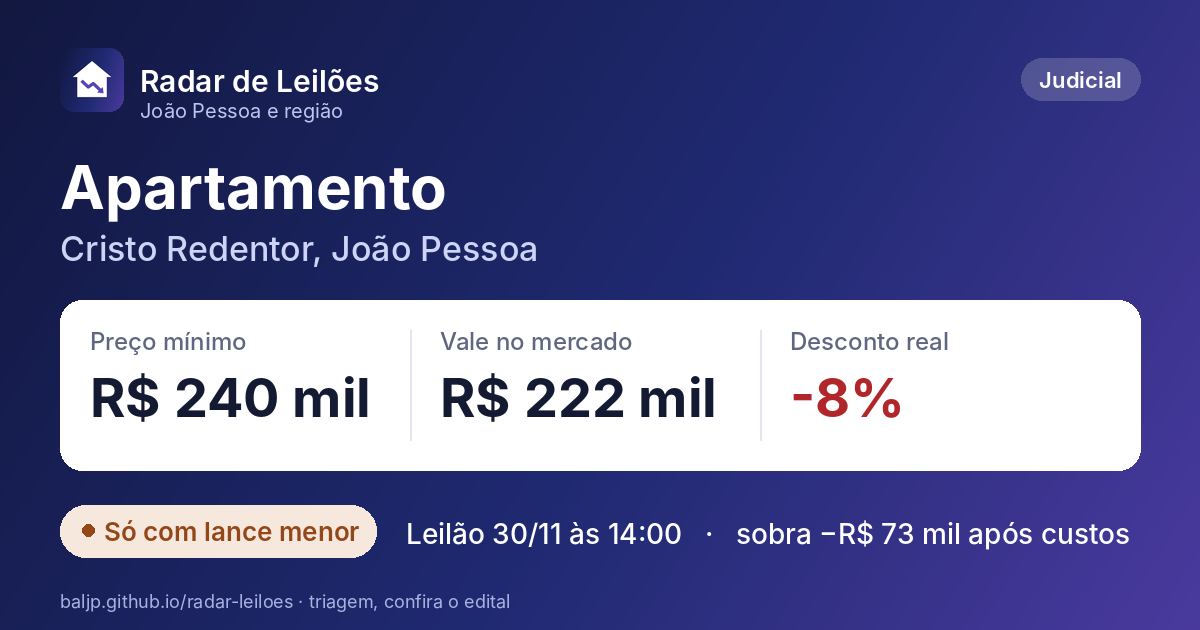 Radar de Leilões
João Pessoa e região
Judicial
Apartamento
Cristo Redentor, João Pessoa
Preço mínimo
R$ 240 mil
Vale no mercado
R$ 222 mil
Desconto real
-8%
Só com lance menor
Leilão 30/11 às 14:00 · sobra −R$ 73 mil após custos
baljp.github.io/radar-leiloes · triagem, confira o edital